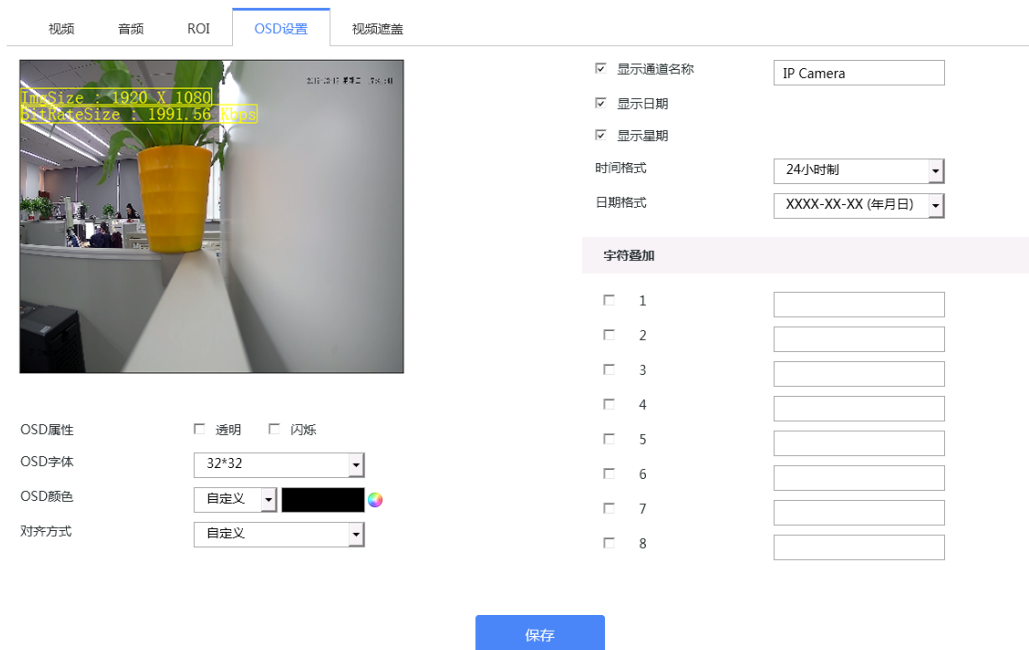 视频 音频 ROI OSD设置 视频遮盖
ImgSize : 1920 X 1080
BitRateSize : 1991.56 Kbps
显示通道名称 IP Camera
显示日期
显示星期
时间格式 24小时制
日期格式 XXXX-XX-XX (年月日)
字符叠加
1
2
3
4
5
6
7
8
OSD属性 透明 闪烁
OSD字体 32*32
OSD颜色 自定义
对齐方式 自定义
保存